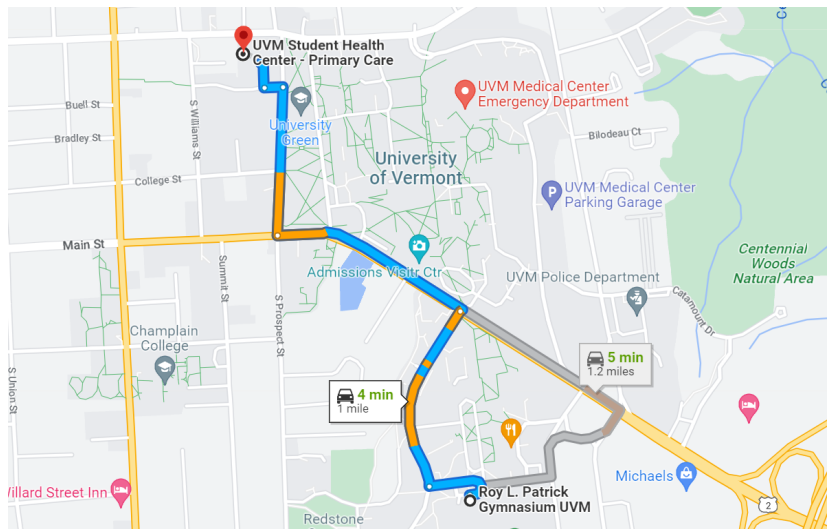 UVM Student Health
Center - Primary Care
Buell St
S Williams St
Bradley St
University
Green
UVM Medical Center
Emergency Department
Bilodeau Ct
University
of Vermont
College St
UVM Medical Center
Parking Garage
P
Main St
Admissions Visitr Ctr
UVM Police Department
Centennial
Woods
Natural Area
Summit St
S Prospect St
Catamount Dr
Champlain
College
S Union St
5 min
1.2 miles
4 min
1 mile
Michaels
Willard Street Inn
Roy L. Patrick
Gymnasium UVM
Redstone
2